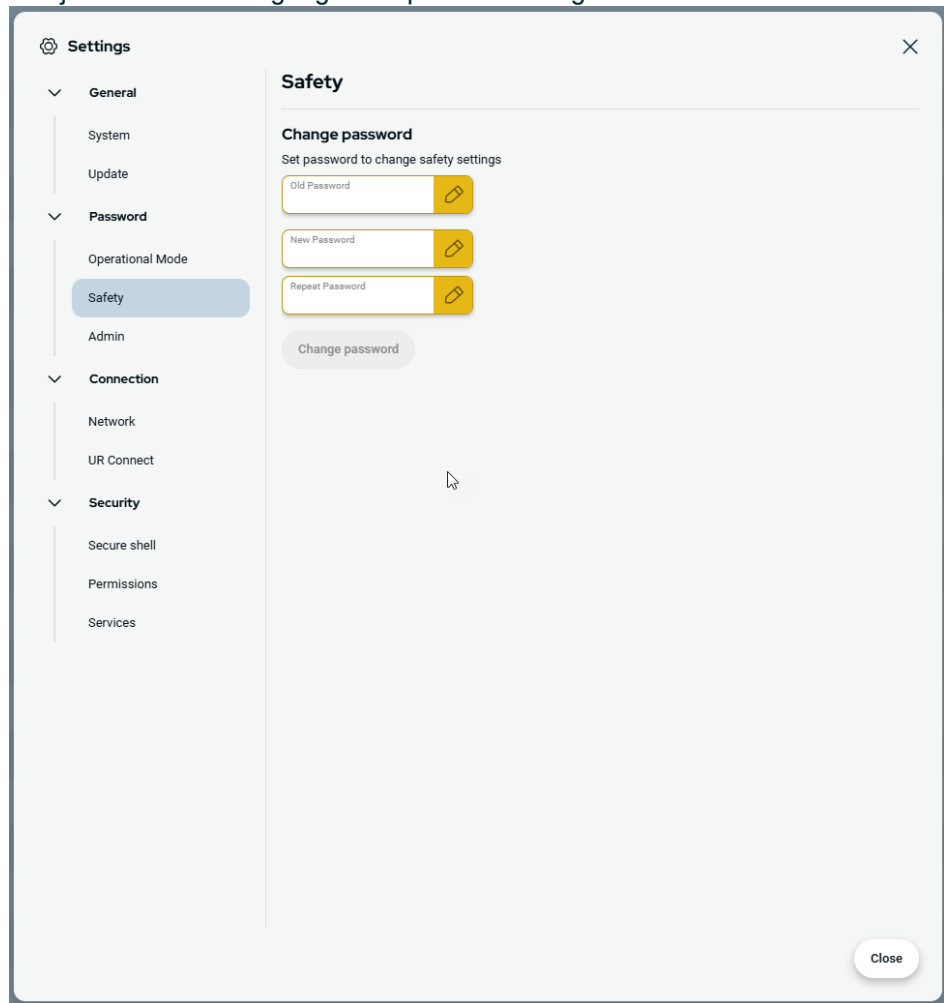 Settings
General
System
Update
Password
Operational Mode
Safety
Admin
Connection
Network
UR Connect
Security
Secure shell
Permissions
Services
Safety
Change password
Set password to change safety settings
Old Password
New Password
Repeat Password
Change password
Close